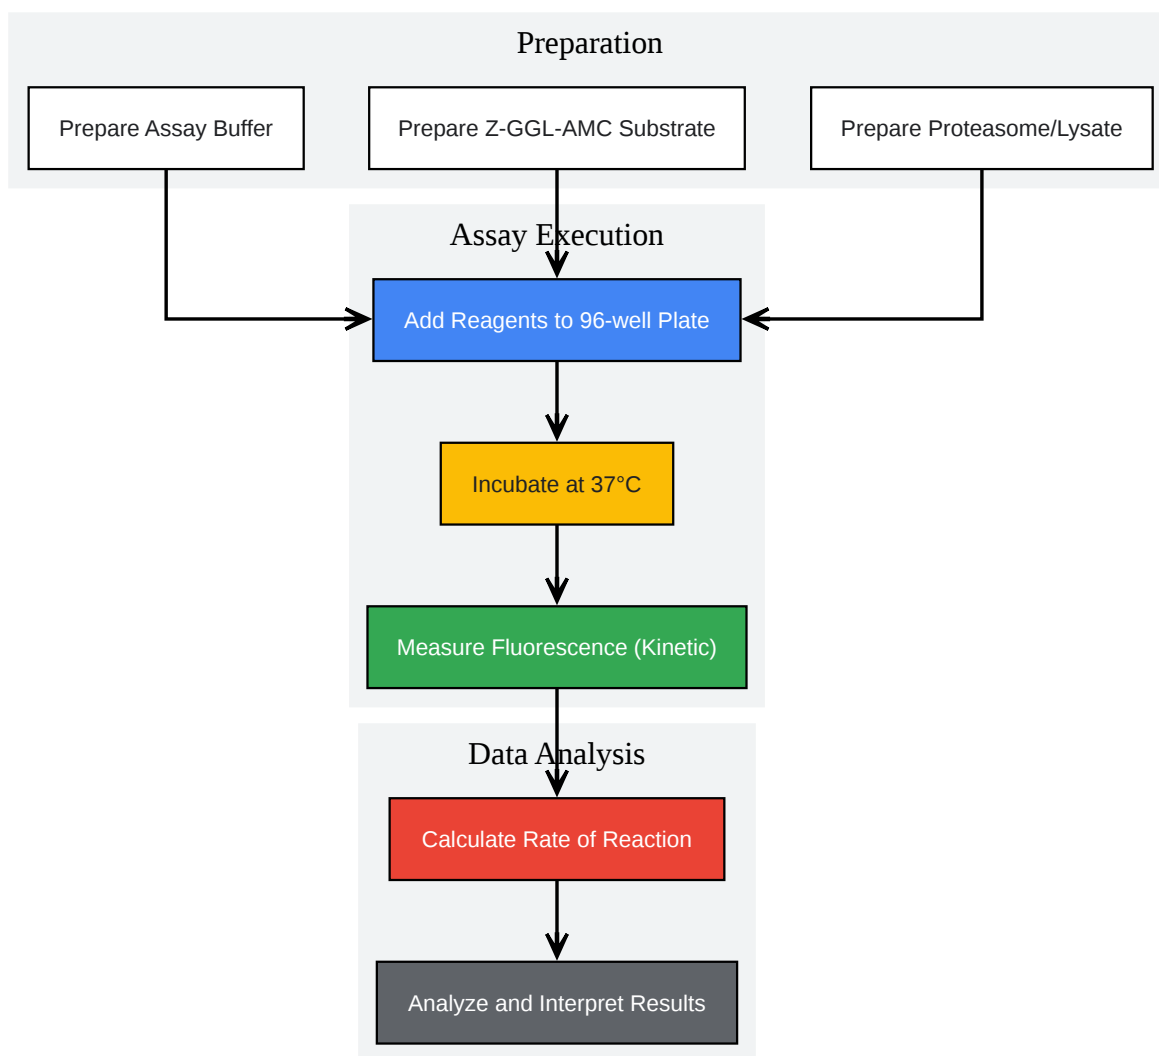 Preparation
Prepare Assay Buffer
Prepare Z-GGL-AMC Substrate
Prepare Proteasome/Lysate
Assay Execution
Add Reagents to 96-well Plate
Incubate at 37°C
Measure Fluorescence (Kinetic)
Data Analysis
Calculate Rate of Reaction
Analyze and Interpret Results